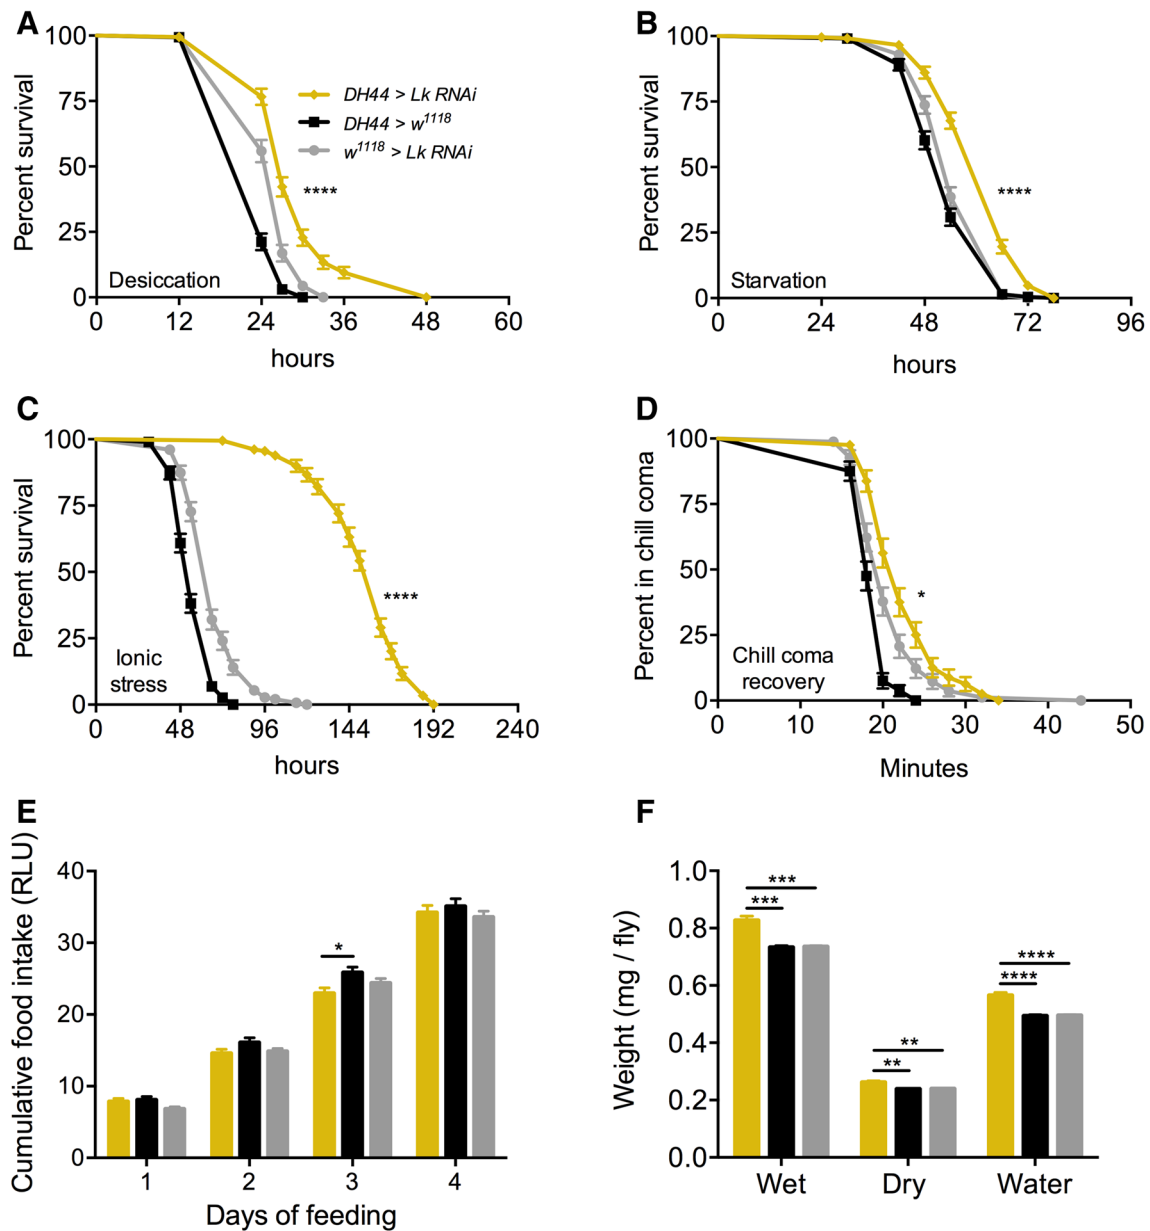 A
Percent survival
100
75
50
25
0
DH44 > Lk RNAi
DH44 > w1118
w1118 > Lk RNAi
****
Desiccation
0 12 24 36 48 60
hours
B
Percent survival
100
75
50
25
0
****
Starvation
0 24 48 72 96
hours
C
Percent survival
100
75
50
25
0
****
Ionic
stress
0 48 96 144 192 240
hours
D
Percent in chill coma
100
75
50
25
0
*
Chill coma
recovery
0 10 20 30 40 50
Minutes
E
Cumulative food intake (RLU)
40
30
20
10
0
*
1 2 3 4
Days of feeding
F
Weight (mg / fly)
1.0
0.8
0.6
0.4
0.2
0.0
***
***
**
**
****
****
Wet Dry Water